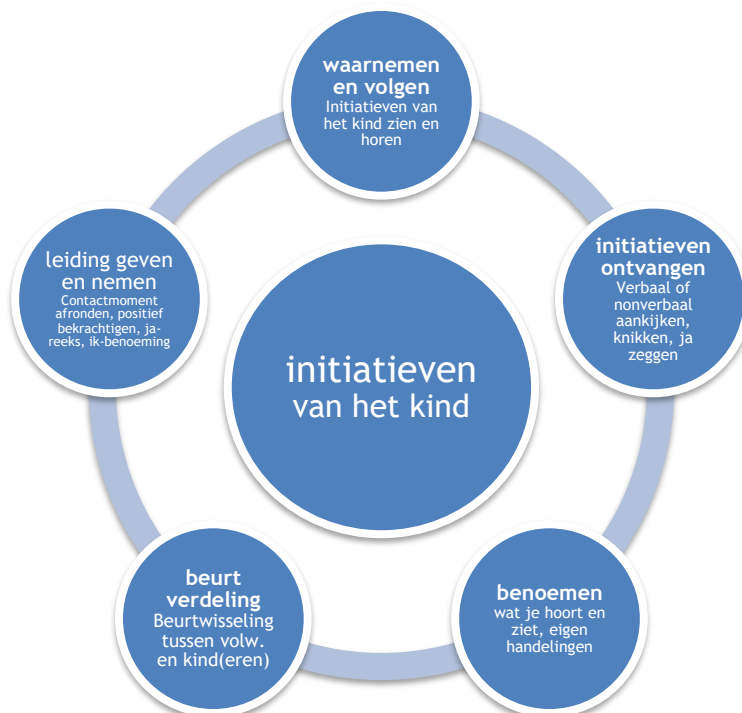 waarnemen
en volgen
Initiatieven van
het kind zien en
horen
initiatieven
ontvangen
Verbaal of
nonverbaal
aankijken,
knikken, ja
zeggen
benoemen
wat je hoort en
ziet, eigen
handelingen
beurt
verdeling
Beurtwisseling
tussen volw.
en kind(eren)
leiding geven
en nemen
Contactmoment
afronden, positief
bekrachtigen, ja-
reeks, ik-benoeming
initiatieven
van het kind